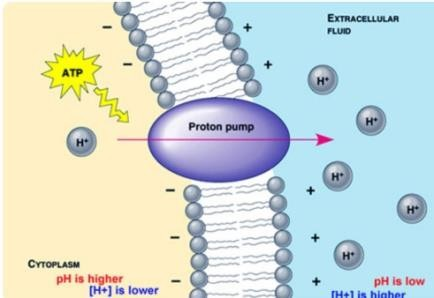 EXTRACELLULAR
FLUID
ATP
H+
Proton pump
H+
H+
H+
H+
H+
CYTOPLASM
pH is higher
[H+] is lower
pH is low
[H+] is higher
− − − − −
+ + + + +